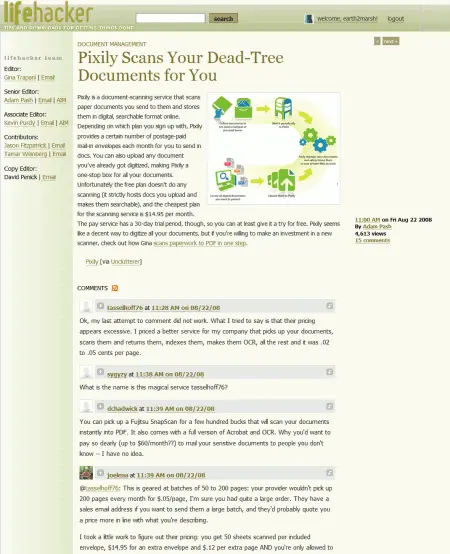 lifehacker
TIPS AND DOWNLOADS FOR GETTING THINGS DONE
search
welcome, earth2marsh!
logout
lifehacker team
Editor:
Gina Trapani | Email
Senior Editor:
Adam Pash | Email | AIM
Associate Editor:
Kevin Purdy | Email | AIM
Contributors:
Jason Fitzpatrick | Email
Tamar Weinberg | Email
Copy Editor:
David Penick | Email
DOCUMENT MANAGEMENT
next >
Pixily Scans Your Dead-Tree
Documents for You
Pixily is a document-scanning service that scans
paper documents you send to them and stores
them in digital, searchable format online.
Depending on which plan you sign up with, Pixily
provides a certain number of postage-paid
mail-in envelopes each month for you to send in
docs. You can also upload any document
you've already got digitized, making Pixily a
one-stop box for all your documents.
Unfortunately the free plan doesn't do any
scanning (it strictly hosts docs you upload and
makes them searchable), and the cheapest plan
for the scanning service is $14.95 per month.
The pay service has a 30-day trial period, though, so you can at least give it a try for free. Pixily seems
like a decent way to digitize all your documents, but if you're willing to make an investment in a new
scanner, check out how Gina scans paperwork to PDF in one step.
Pixily [via Unclutterer]
11:00 AM on Fri Aug 22 2008
By Adam Pash
4,613 views
15 comments
COMMENTS
tasselhoff76 at 11:28 AM on 08/22/08
Ok, my last attempt to comment did not work. What I tried to say is that their pricing
appears excessive. I priced a better service for my company that picks up your documents,
scans them and returns them, indexes them, makes them OCR, all the rest and it was .02
to .05 cents per page.
sygyzy at 11:38 AM on 08/22/08
What is the name is this magical service tasselhoff76?
dchadwick at 11:39 AM on 08/22/08
You can pick up a Fujitsu SnapScan for a few hundred bucks that wil scan your documents
instantly into PDF. It also comes with a full version of Acrobat and OCR. Why you'd want to
pay so dearly (up to $60/month??) to mail your sensitive documents to people you don't
know -- I have no idea.
joelena at 11:39 AM on 08/22/08
@tasselhoff76: This is geared at batches of 50 to 200 pages: your provider wouldn't pick up
200 pages every month for $.05/page, I'm sure you had quite a large order. They have a
sales email address if you want to send them a large batch, and they'd probably quote you
a price more in line with what you're describing.
I took a little work to figure out their pricing: you get 50 sheets scanned per included
envelope, $14.95 for an extra envelope and $.12 per extra page AND you're only allowed to